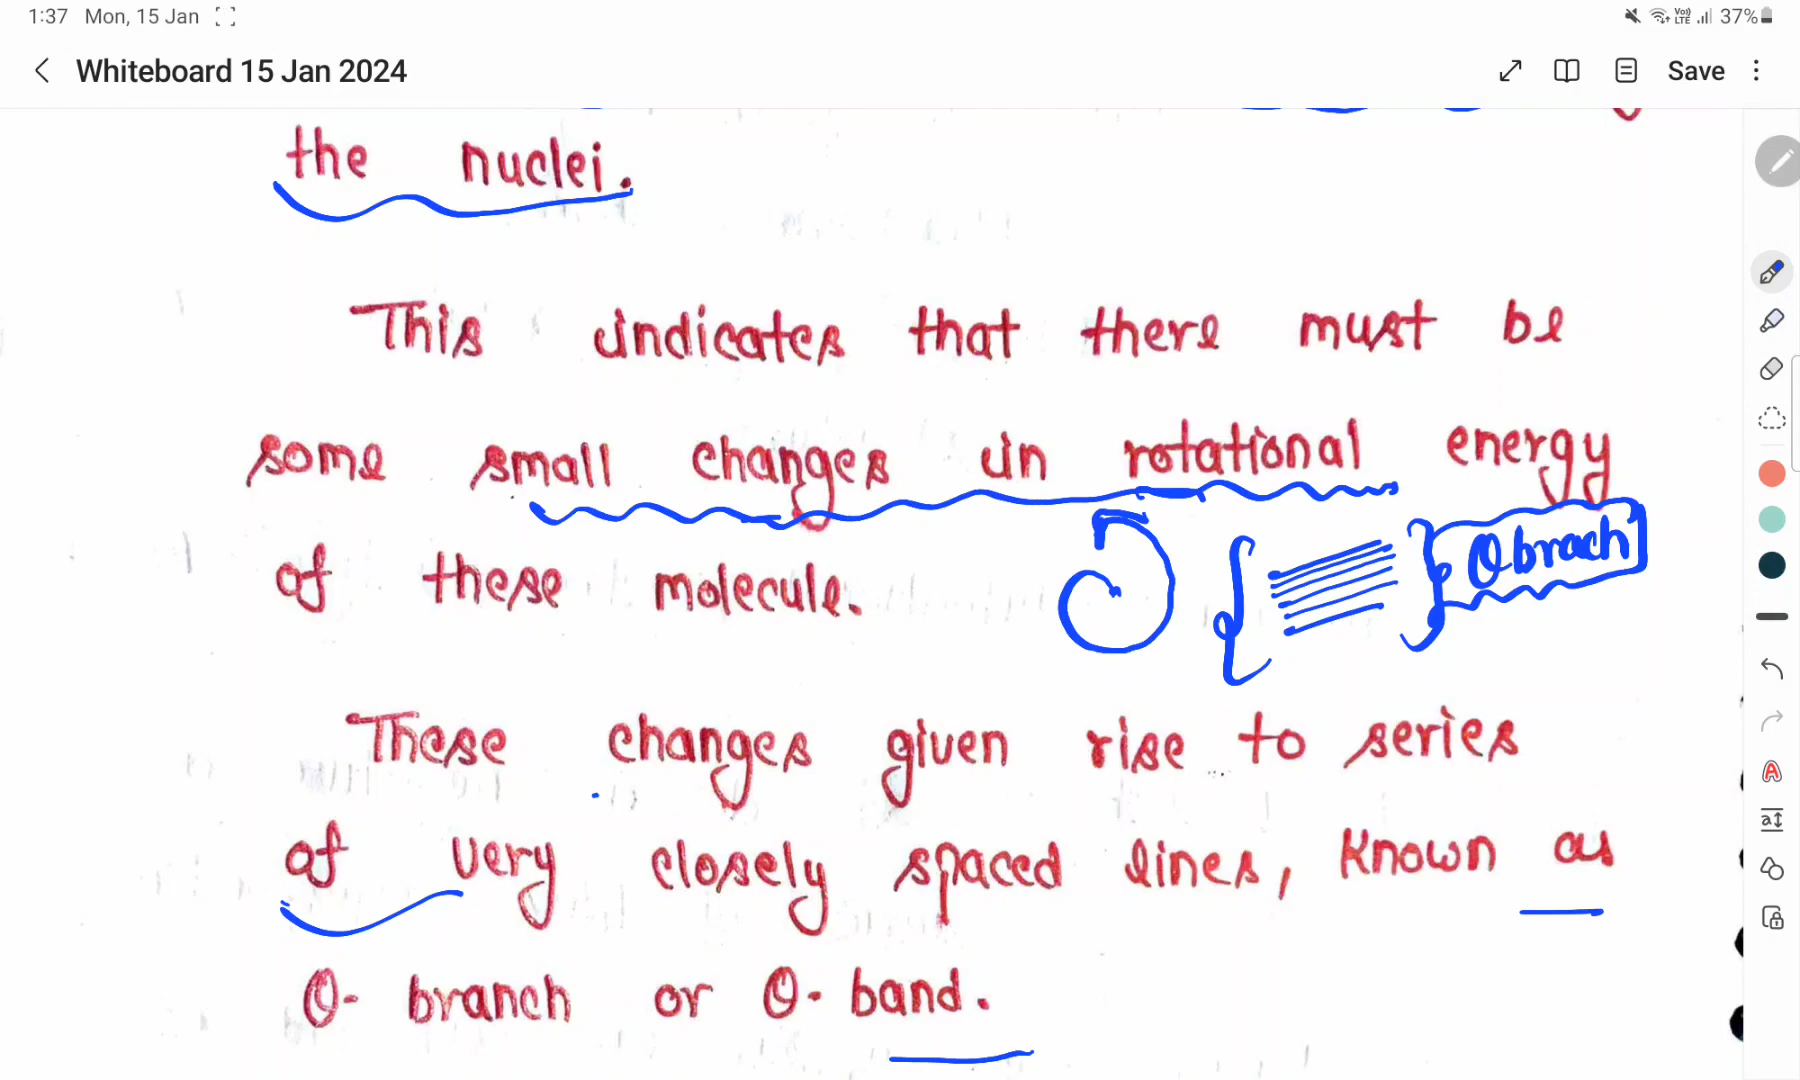 1:37 Mon, 15 Jan 37%
Whiteboard 15 Jan 2024 Save
the nuclei.
This indicates that there must be
some small changes in rotational energy
of these molecule.
Q brach
These changes given rise to series
of very closely spaced lines, known as
Q- branch or Q- band.